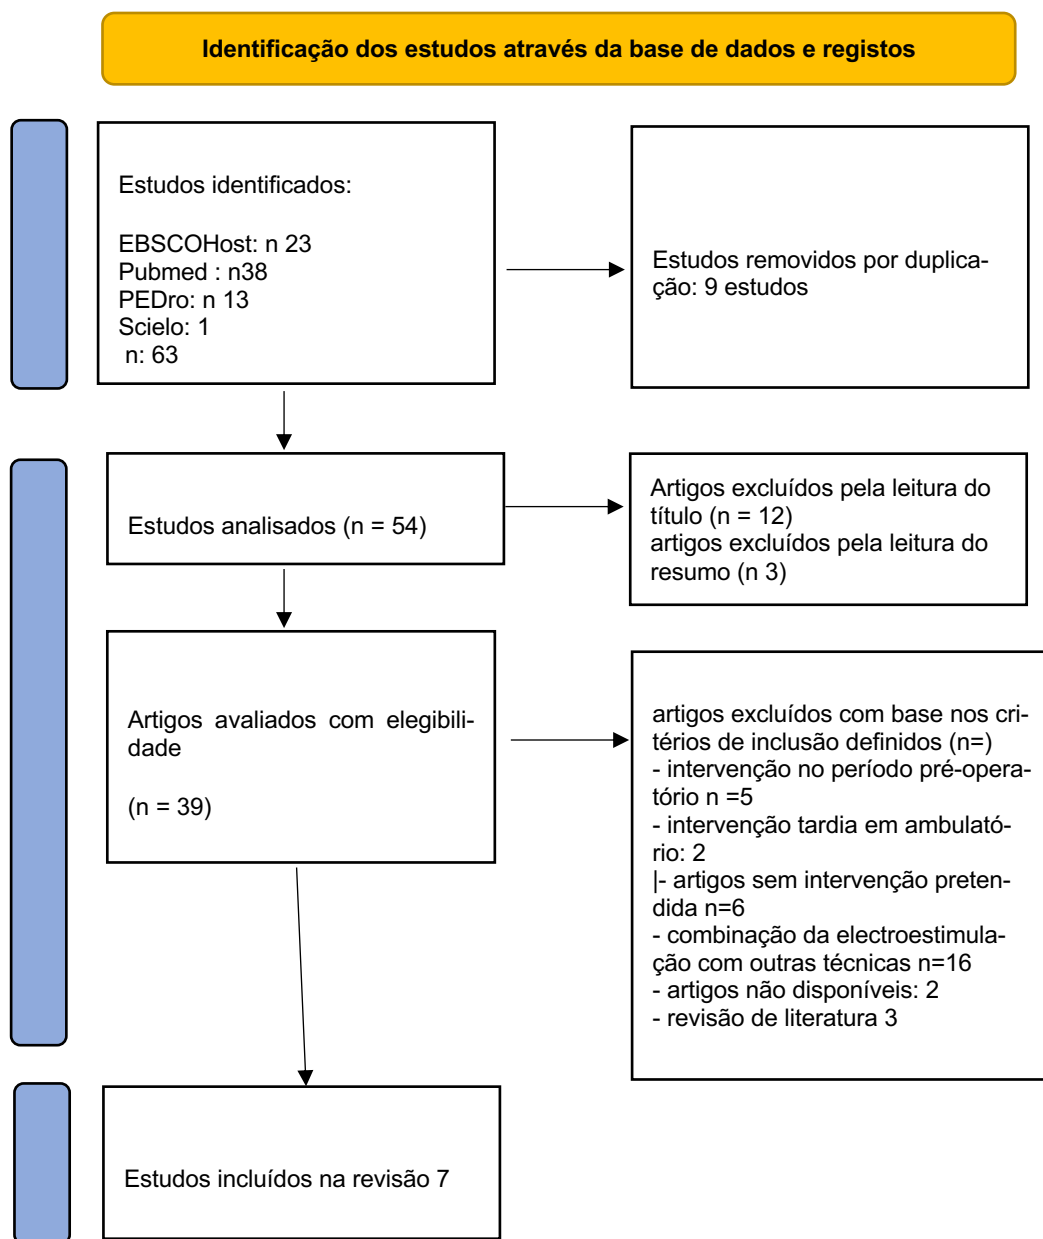 Identificação dos estudos através da base de dados e registos
Estudos identificados:
EBSCOHost: n 23
Pubmed : n38
PEDro: n 13
Scielo: 1
n: 63
Estudos removidos por duplica-
ção: 9 estudos
Estudos analisados (n = 54)
Artigos excluídos pela leitura do
título (n = 12)
artigos excluídos pela leitura do
resumo (n 3)
Artigos avaliados com elegibili-
dade
(n = 39)
artigos excluídos com base nos cri-
térios de inclusão definidos (n=)
- intervenção no período pré-opera-
tório n =5
- intervenção tardia em ambulató-
rio: 2
|- artigos sem intervenção preten-
dida n=6
- combinação da electroestimula-
ção com outras técnicas n=16
- artigos não disponíveis: 2
- revisão de literatura 3
Estudos incluídos na revisão 7